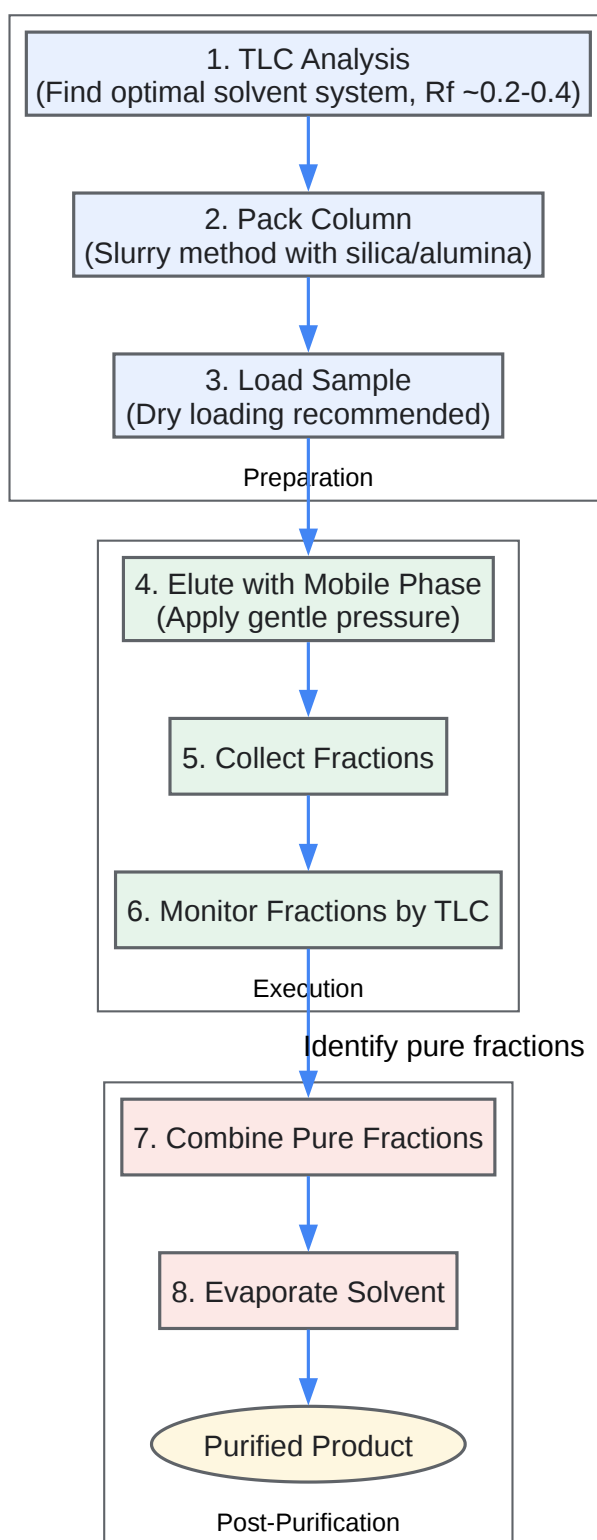 1. TLC Analysis
(Find optimal solvent system, Rf ~0.2-0.4)
2. Pack Column
(Slurry method with silica/alumina)
3. Load Sample
(Dry loading recommended)
Preparation
4. Elute with Mobile Phase
(Apply gentle pressure)
5. Collect Fractions
6. Monitor Fractions by TLC
Execution
Identify pure fractions
7. Combine Pure Fractions
8. Evaporate Solvent
Purified Product
Post-Purification